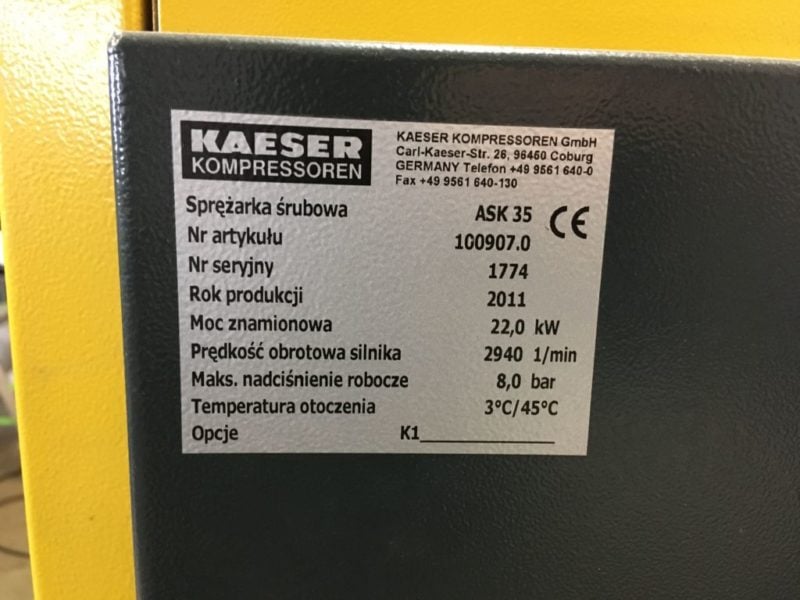 KAESER
KOMPRESSOREN
KAESER KOMPRESSOREN GmbH
Carl-Kaeser-Str. 26, 96450 Coburg
GERMANY Telefon +49 9561 640-0
Fax +49 9561 640-130
Sprężarka śrubowa ASK 35 CE
Nr artykułu 100907.0
Nr seryjny 1774
Rok produkcji 2011
Moc znamionowa 22,0 kW
Prędkość obrotowa silnika 2940 1/min
Maks. nadciśnienie robocze 8,0 bar
Temperatura otoczenia 3°C/45°C
Opcje K1_______________